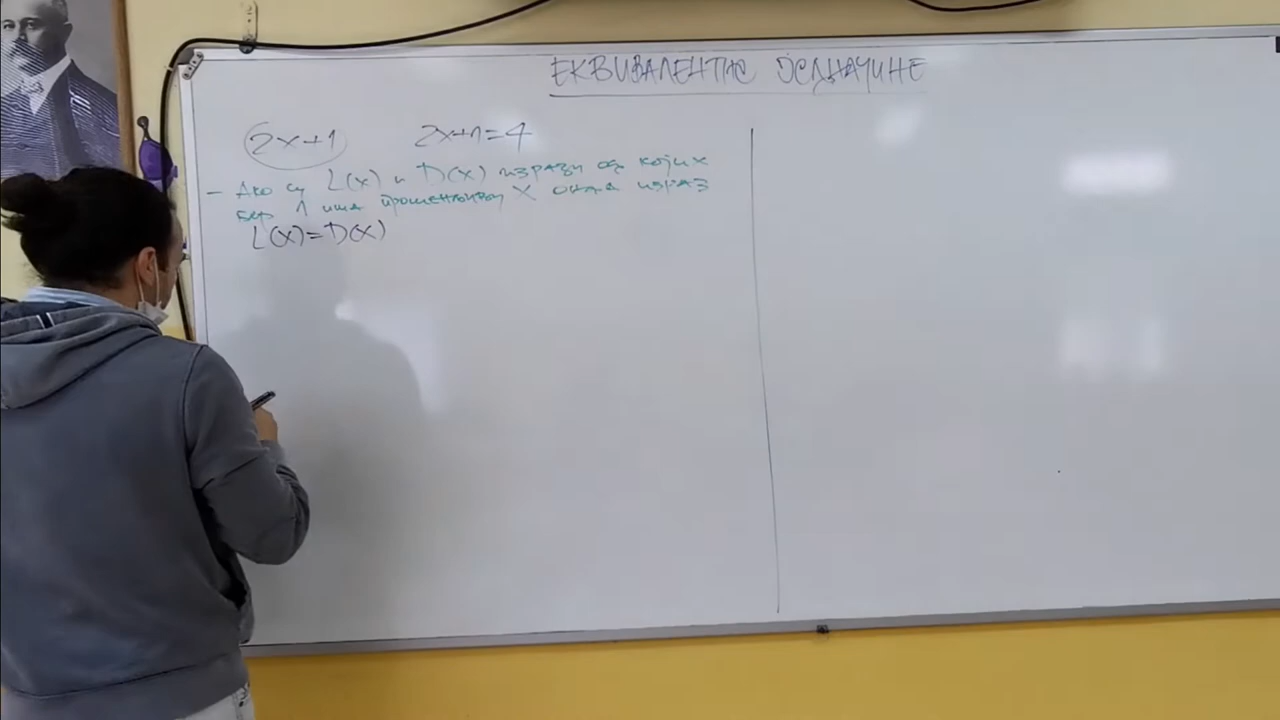 ЕКВИВАЛЕНТНЕ ЈЕДНАЧИНЕ
2x+1 2x+1=4
- Ако су L(x) и D(x) изрази од којих
бар 1 има променљиву X онда израз
L(x)=D(x)